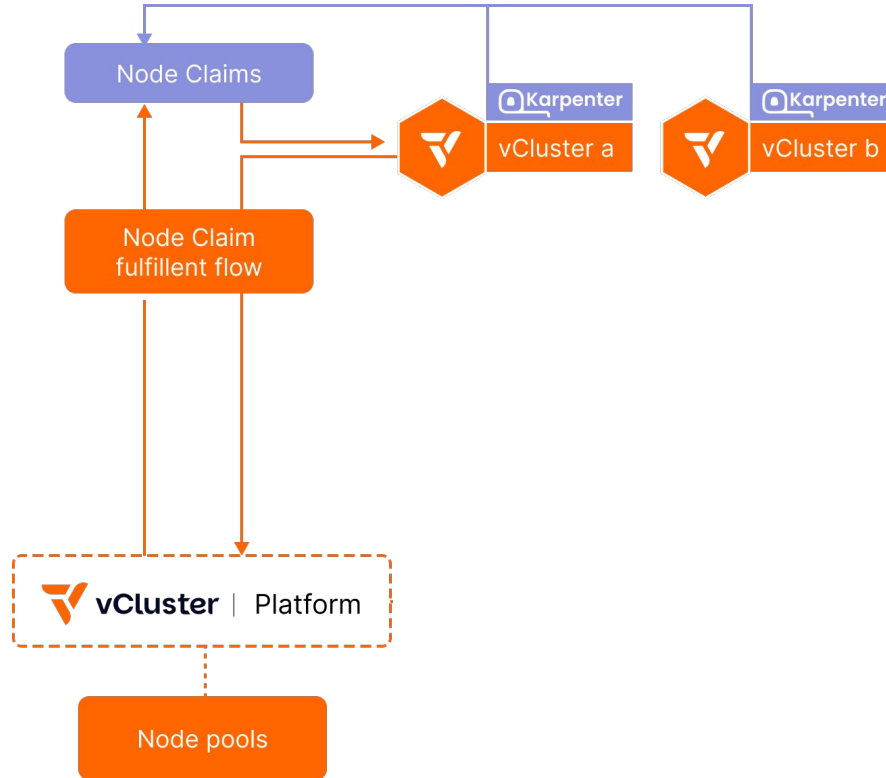 Node Claims
Karpenter
Karpenter
vCluster a
vCluster b
Node Claim
fulfillent flow
vCluster | Platform
Node pools